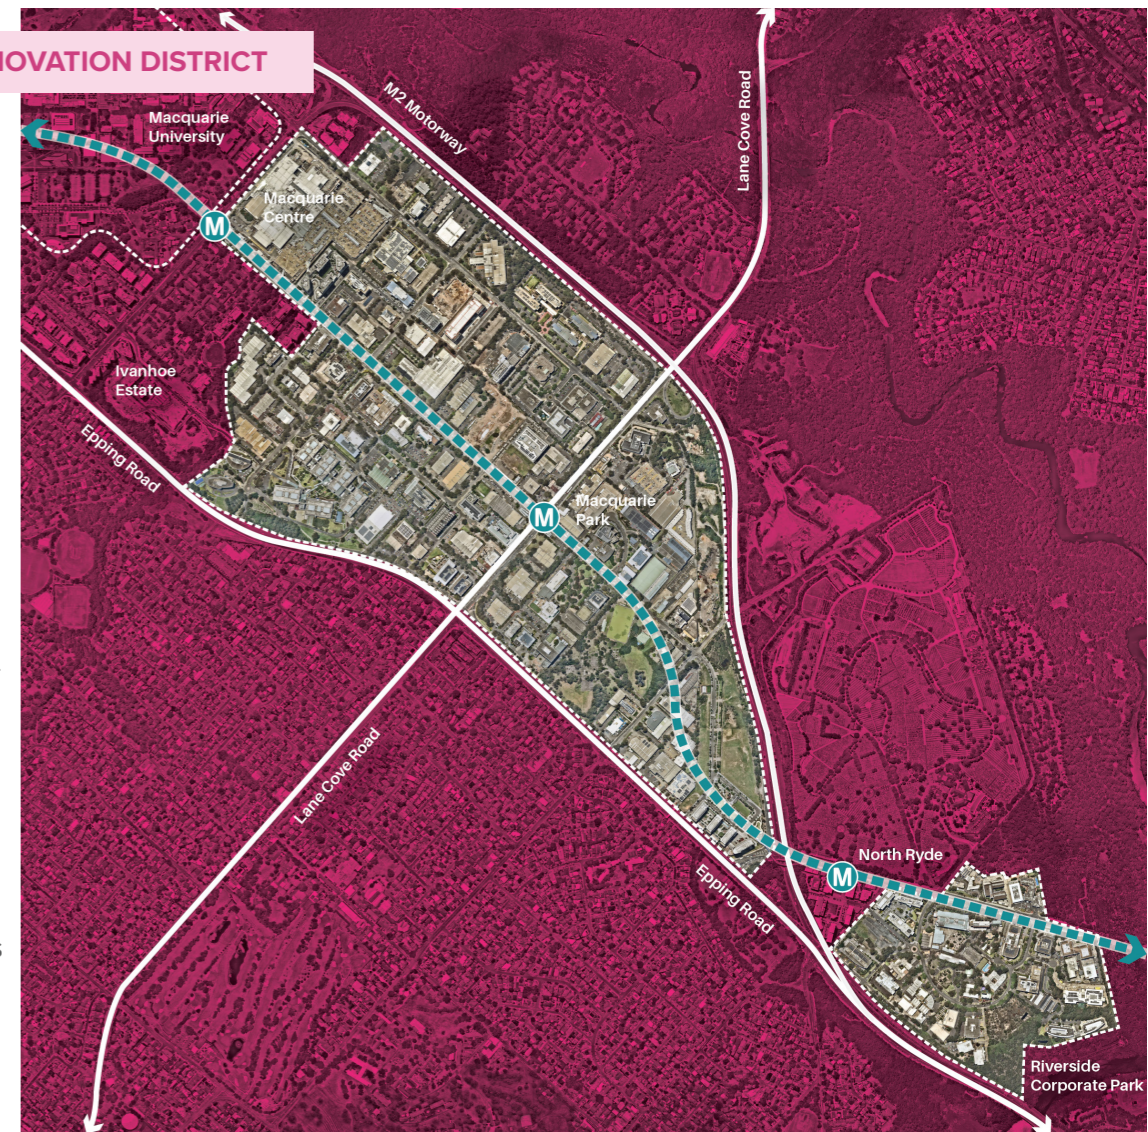 NOVATION DISTRICT
Macquarie
University
M2 Motorway
Lane Cove Road
Macquarie
Centre
M
Ivanhoe
Estate
Epping Road
Macquarie
Park
M
Lane Cove Road
North Ryde
M
Epping Road
Riverside
Corporate Park